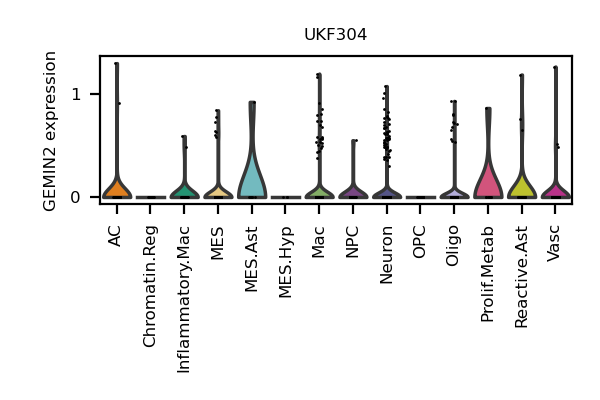 UKF304
GEMIN2 expression
1
0
AC
Chromatin.Reg
Inflammatory.Mac
MES
MES.Ast
MES.Hyp
Mac
NPC
Neuron
OPC
Oligo
Prolif.Metab
Reactive.Ast
Vasc